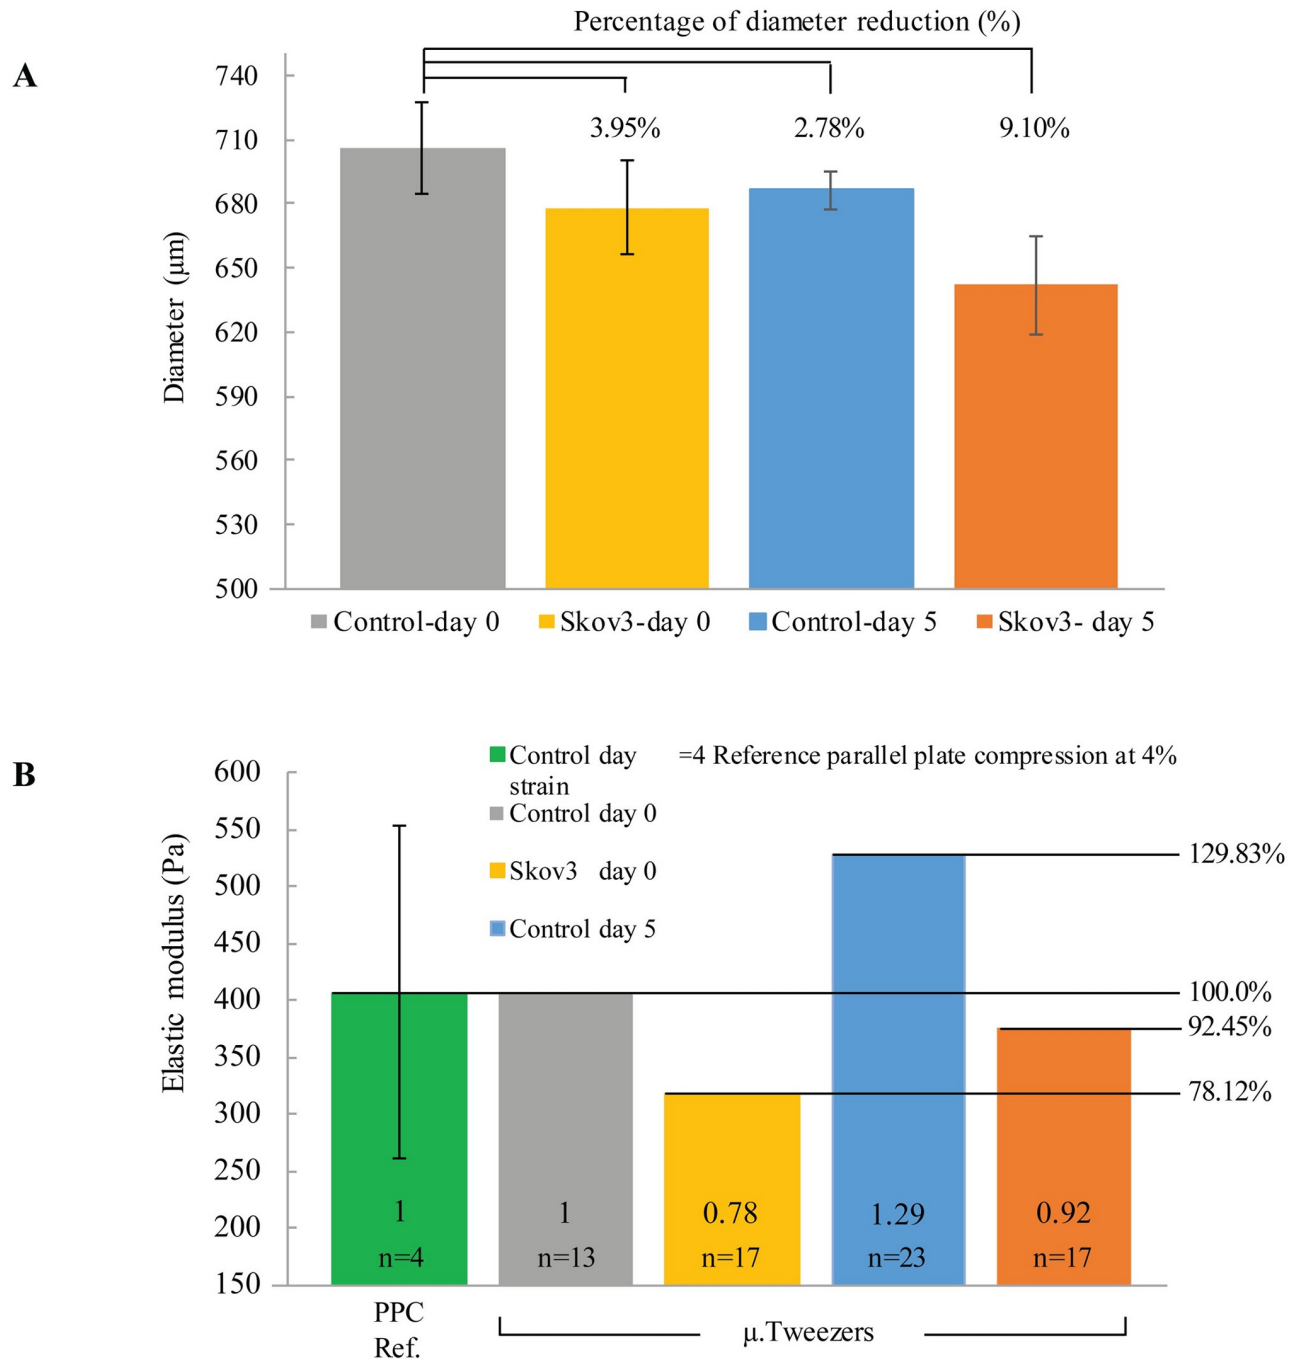 Percentage of diameter reduction (%)
A
740
710
680
650
620
590
560
530
500
Diameter (μm)
3.95%
2.78%
9.10%
Control-day 0
Skov3-day 0
Control-day 5
Skov3- day 5
B
Control day =4 Reference parallel plate compression at 4%
strain
Control day 0
Skov3 day 0
Control day 5
600
550
500
450
400
350
300
250
200
150
Elastic modulus (Pa)
129.83%
100.0%
92.45%
78.12%
1
1
0.78
1.29
0.92
n=4
n=13
n=17
n=23
n=17
PPC
Ref.
μ.Tweezers